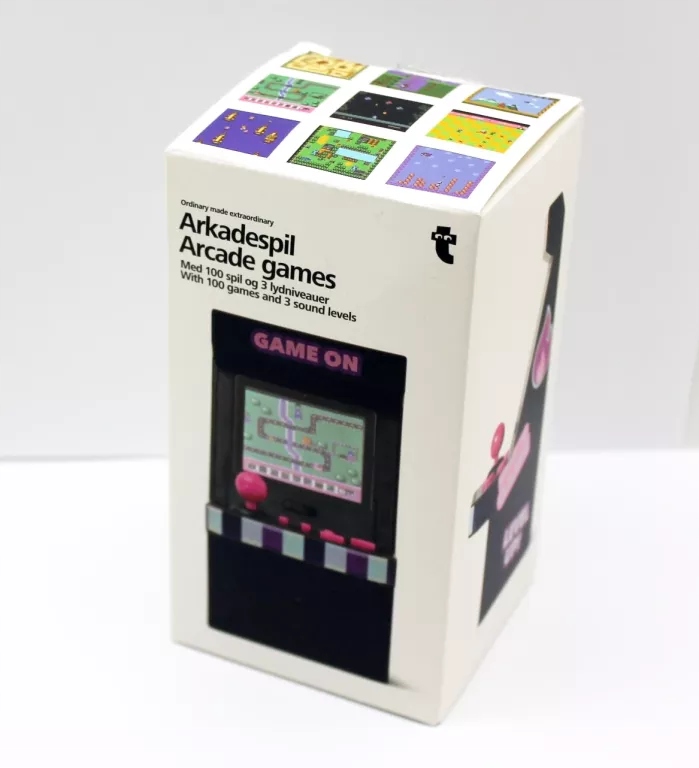 Ordinary made extraordinary
Arkadespil
Arcade games
Med 100 spil og 3 lydniveauer
With 100 games and 3 sound levels
GAME ON